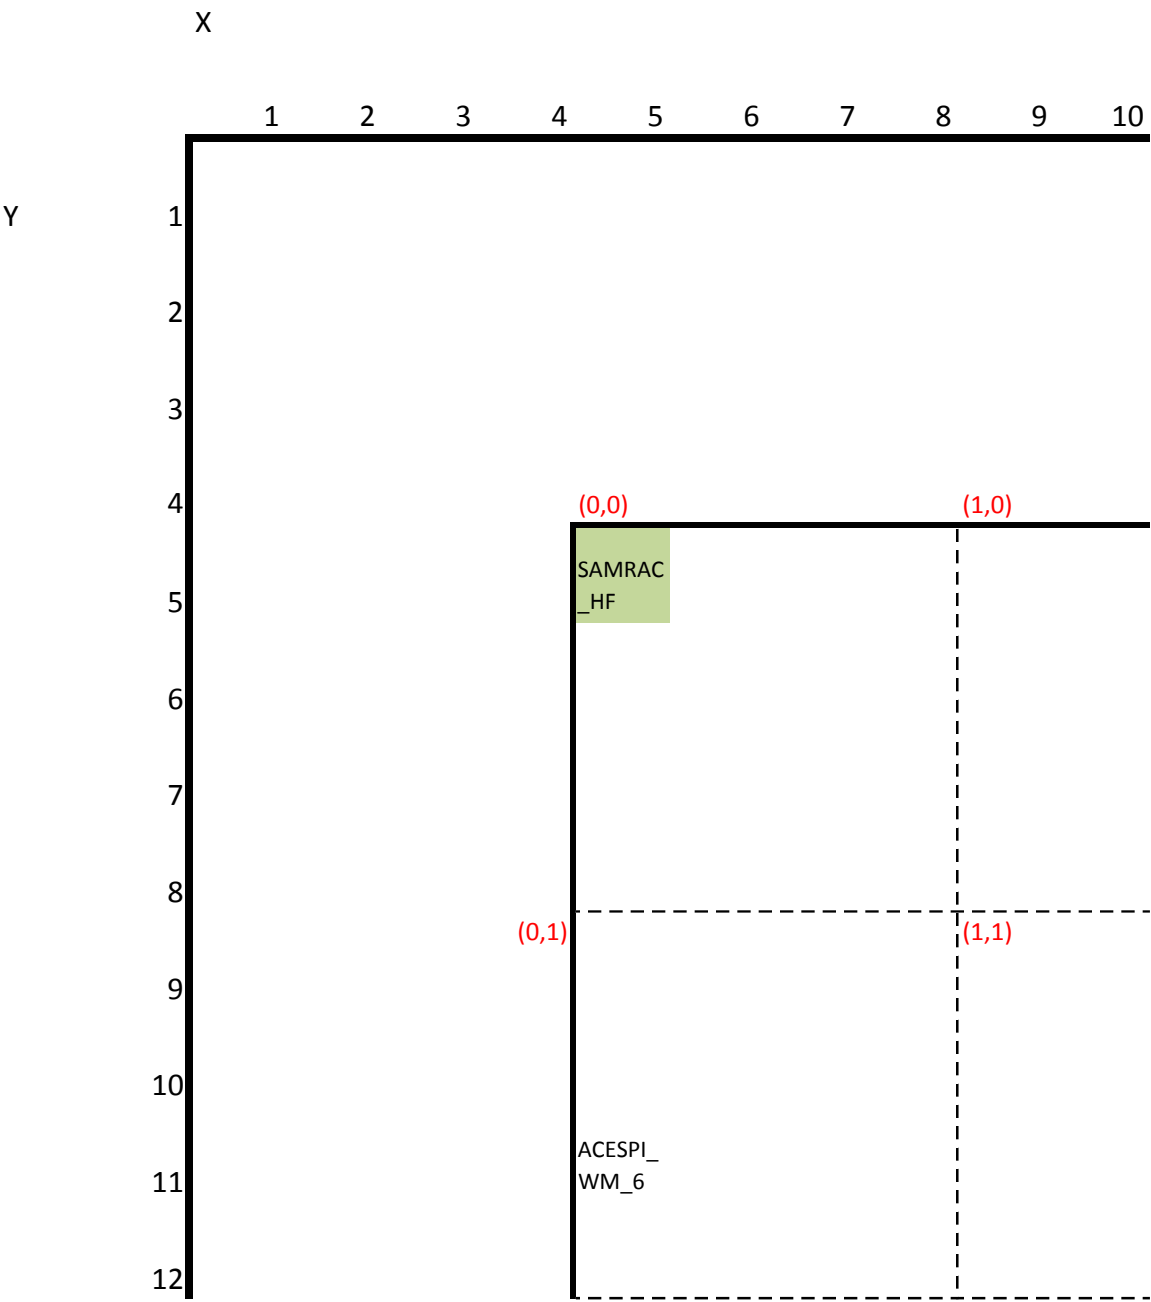 X
1 2 3 4 5 6 7 8 9 10
Y 1
2
3
4 (0,0) (1,0)
SAMRAC
5 _HF
6
7
8
(0,1) (1,1)
9
10
ACESPI_
11 WM_6
12